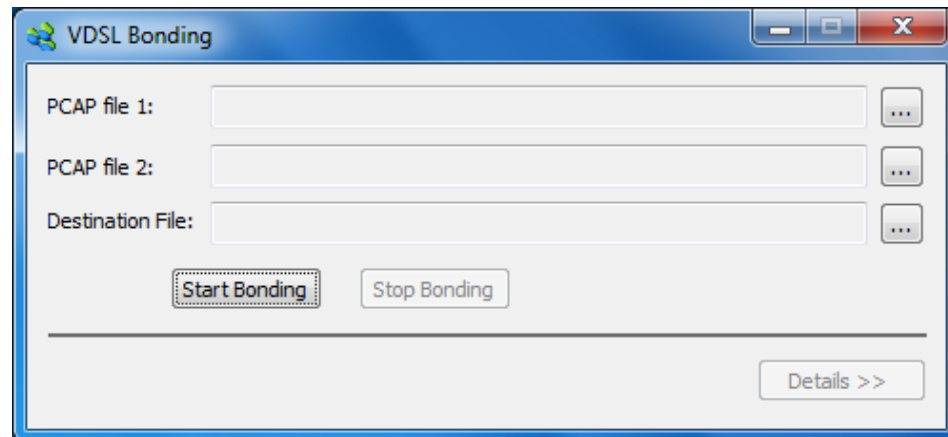 VDSL Bonding
PCAP file 1:
...
PCAP file 2:
...
Destination File:
...
Start Bonding
Stop Bonding
Details >>